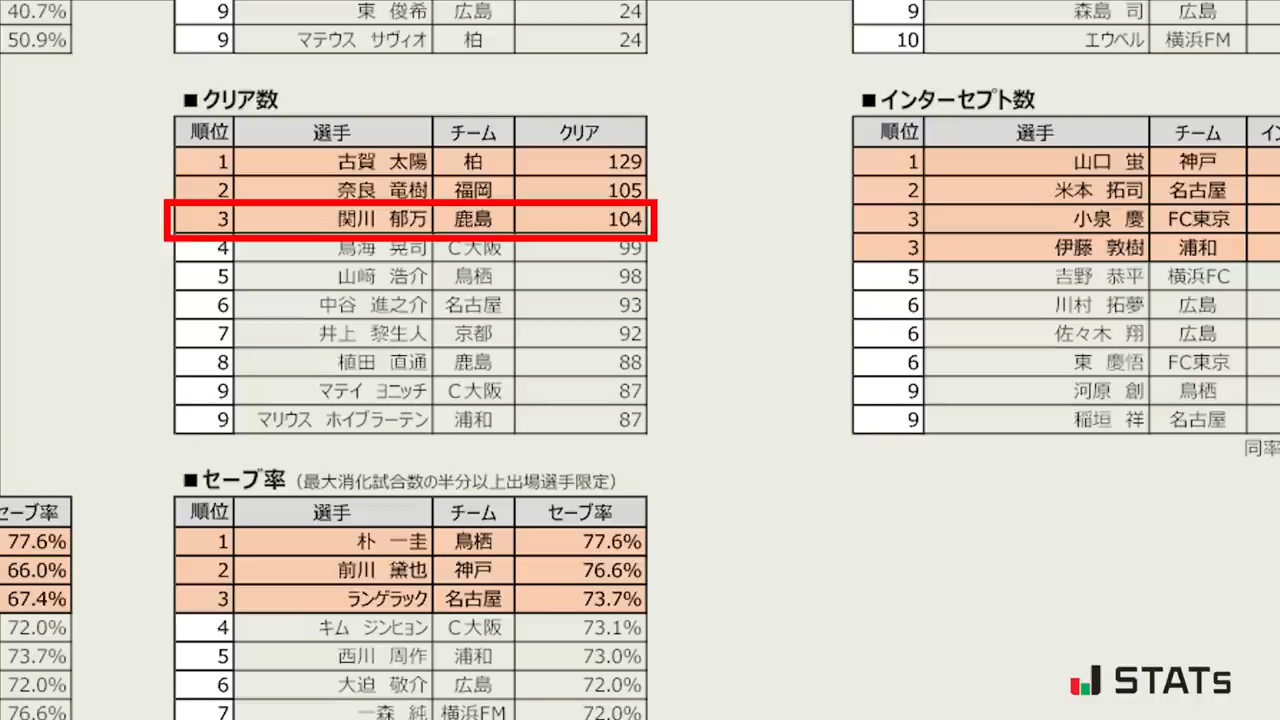 40.7%
50.9%
9 東 俊希 広島 24
9 マテウス サヴィオ 柏 24
9 森島 司 広島
10 エウベル 横浜FM
■クリア数
順位 選手 チーム クリア
1 古賀 太陽 柏 129
2 奈良 竜樹 福岡 105
3 関川 郁万 鹿島 104
4 鳥海 晃司 C大阪 99
5 山﨑 浩介 鳥栖 98
6 中谷 進之介 名古屋 93
7 井上 黎生人 京都 92
8 植田 直通 鹿島 88
9 マテイ ヨニッチ C大阪 87
9 マリウス ホイブラーテン 浦和 87
■インターセプト数
順位 選手 チーム イン
1 山口 蛍 神戸
2 米本 拓司 名古屋
3 小泉 慶 FC東京
3 伊藤 敦樹 浦和
5 吉野 恭平 横浜FC
6 川村 拓夢 広島
6 佐々木 翔 広島
6 東 慶悟 FC東京
9 河原 創 鳥栖
9 稲垣 祥 名古屋
同率
セーブ率
77.6%
66.0%
67.4%
72.0%
73.7%
72.0%
76.6%
■セーブ率（最大消化試合数の半分以上出場選手限定）
順位 選手 チーム セーブ率
1 朴 一圭 鳥栖 77.6%
2 前川 黛也 神戸 76.6%
3 ランゲラック 名古屋 73.7%
4 キム ジンヒョン C大阪 73.1%
5 西川 周作 浦和 73.0%
6 大迫 敬介 広島 72.0%
7 一森 純 横浜FM 72.0%
STATs